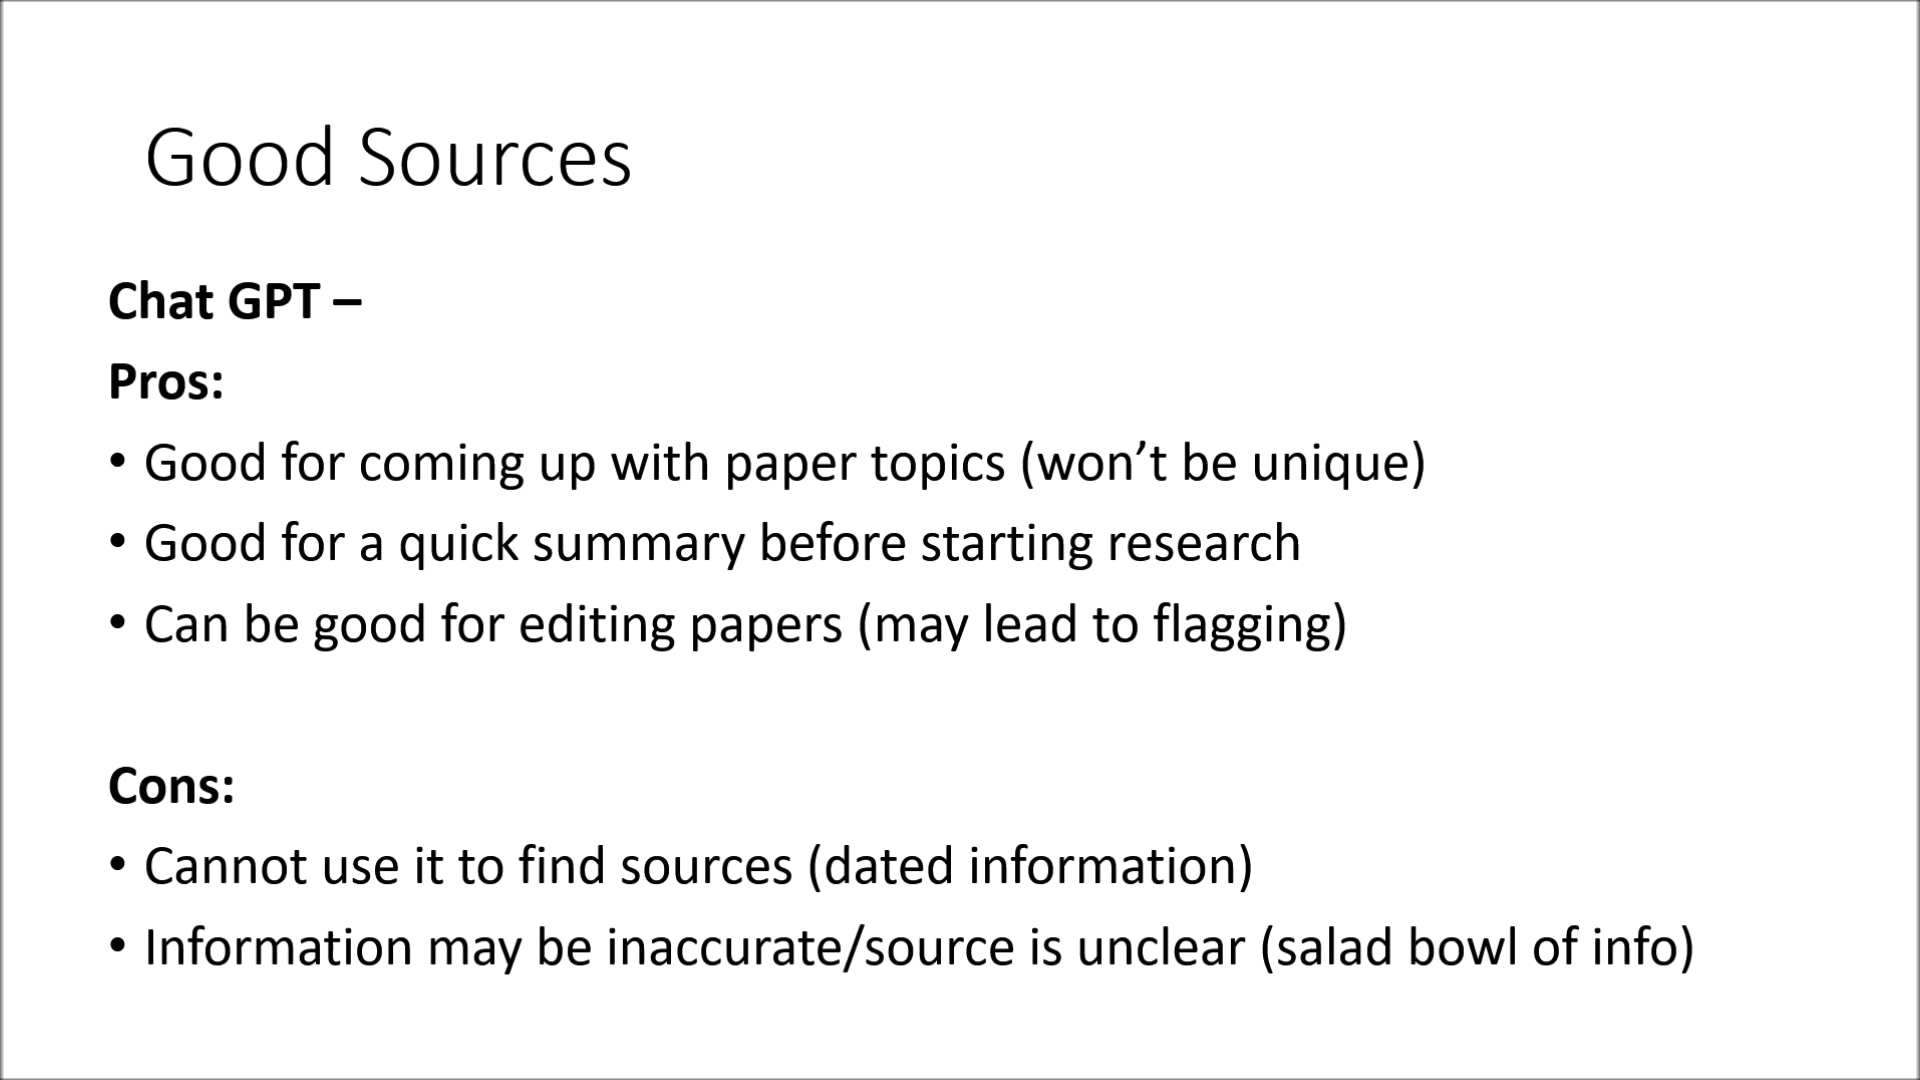 Good Sources
Chat GPT –
Pros:
• Good for coming up with paper topics (won’t be unique)
• Good for a quick summary before starting research
• Can be good for editing papers (may lead to flagging)
Cons:
• Cannot use it to find sources (dated information)
• Information may be inaccurate/source is unclear (salad bowl of info)